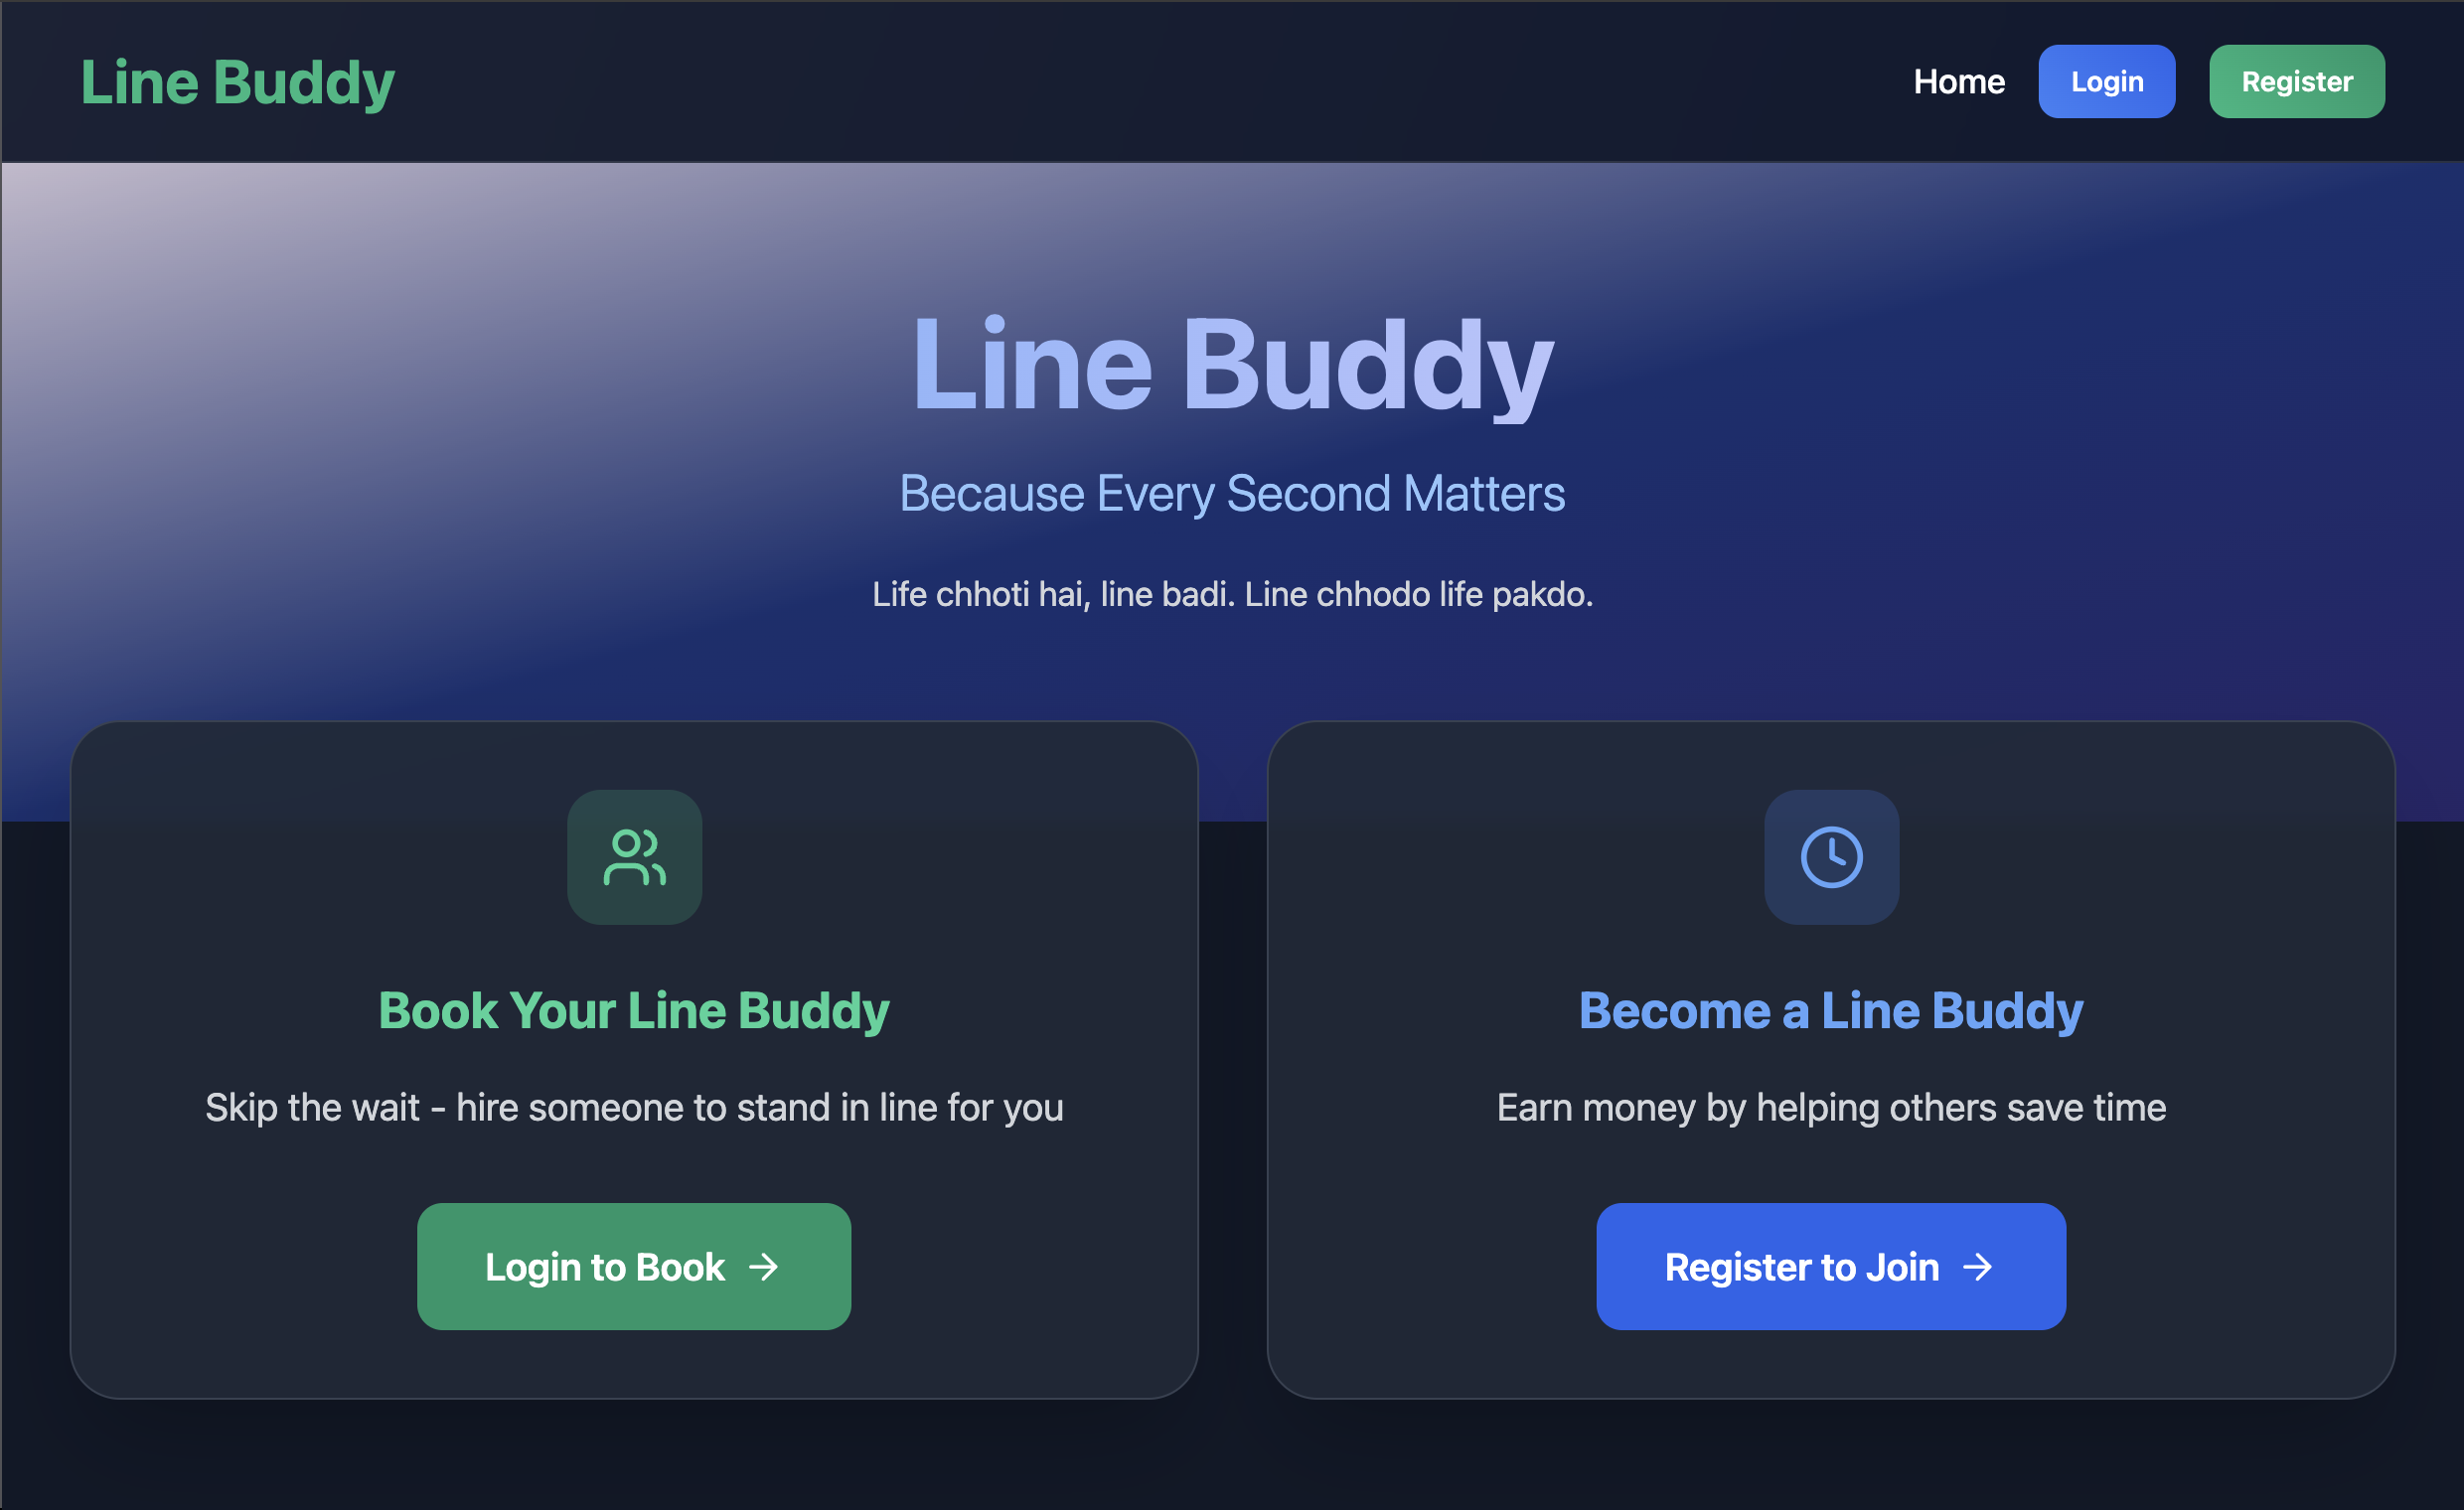 Line Buddy
Home
Login
Register
Line Buddy
Because Every Second Matters
Life chhoti hai, line badi. Line chhodo life pakdo.
Book Your Line Buddy
Skip the wait - hire someone to stand in line for you
Login to Book
Become a Line Buddy
Earn money by helping others save time
Register to Join